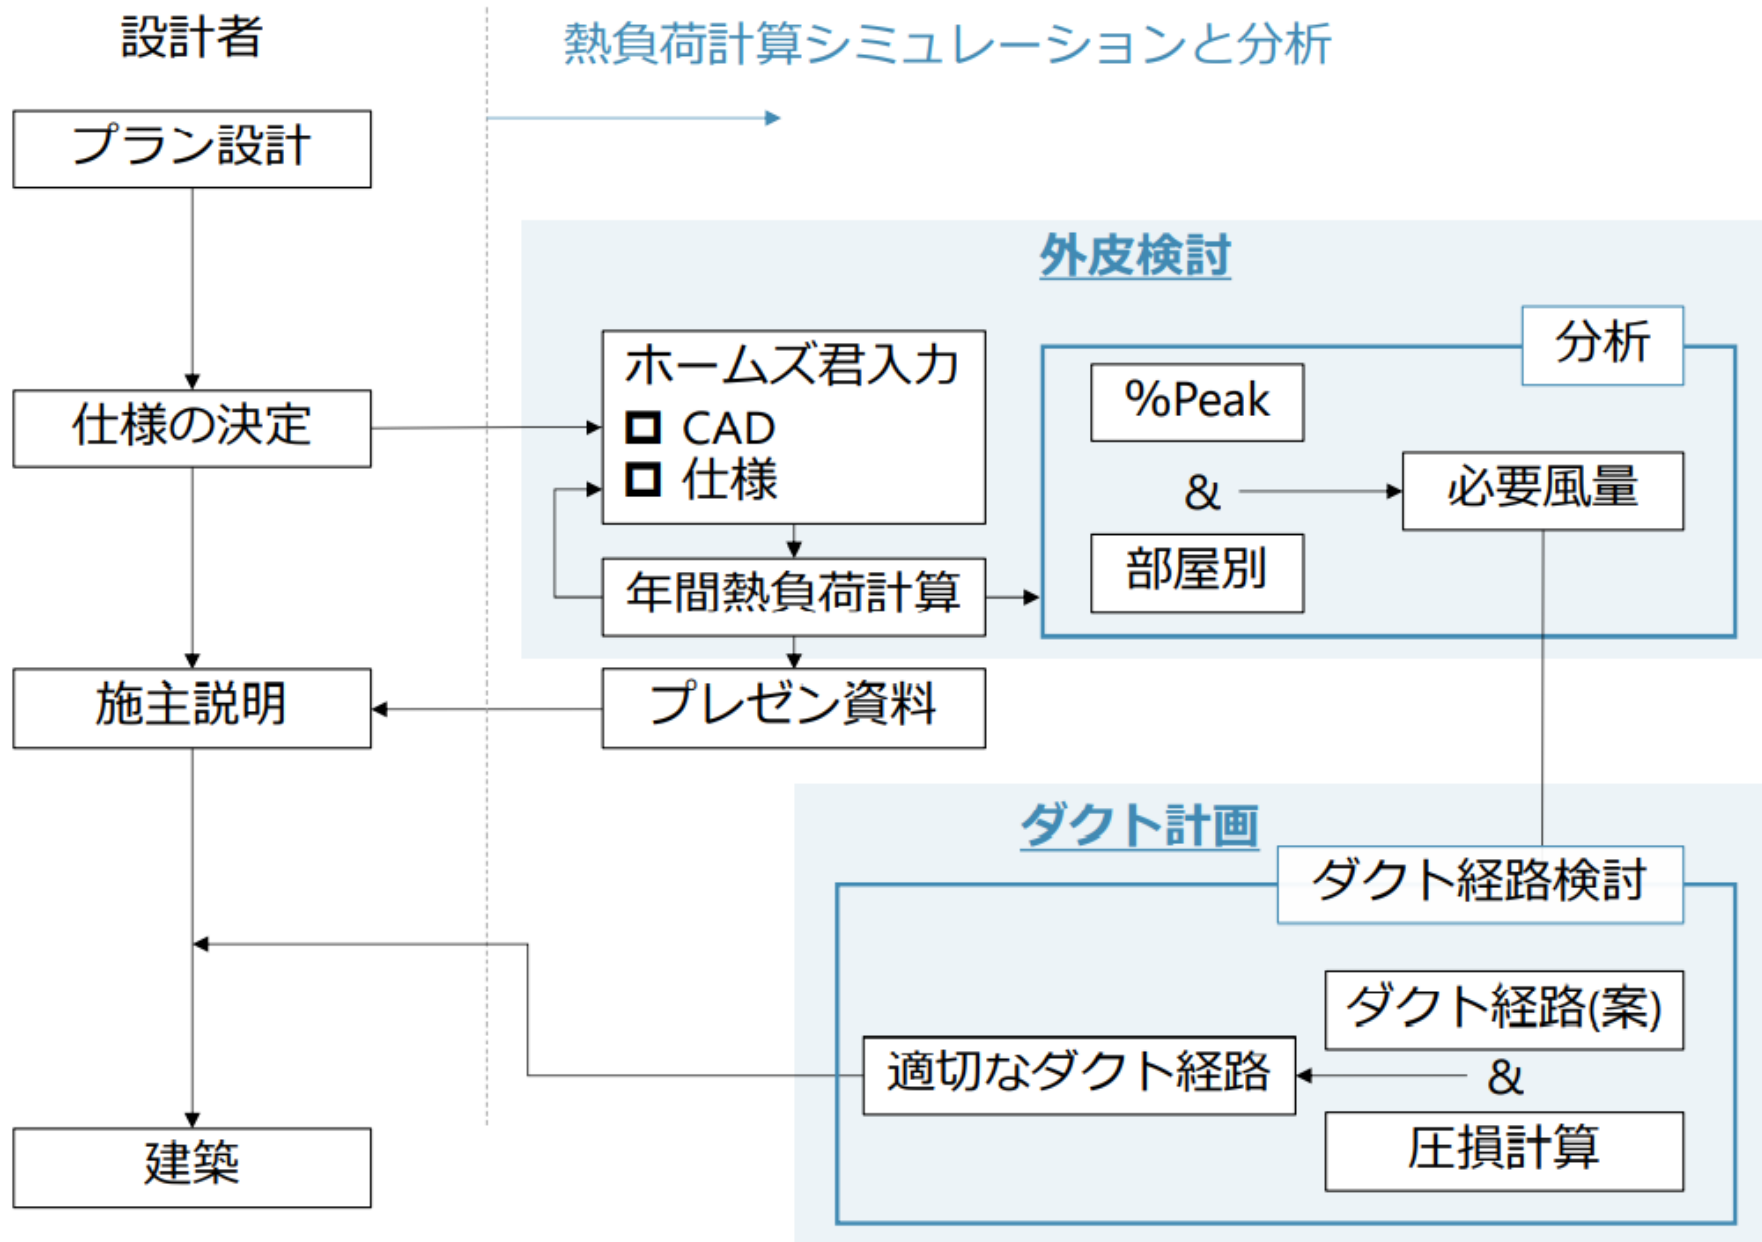 設計者
熱負荷計算シミュレーションと分析
プラン設計
外皮検討
分析
ホームズ君入力
CAD
仕様
%Peak
&
部屋別
必要風量
仕様の決定
年間熱負荷計算
施主説明
プレゼン資料
ダクト計画
ダクト経路検討
ダクト経路(案)
&
圧損計算
適切なダクト経路
建築